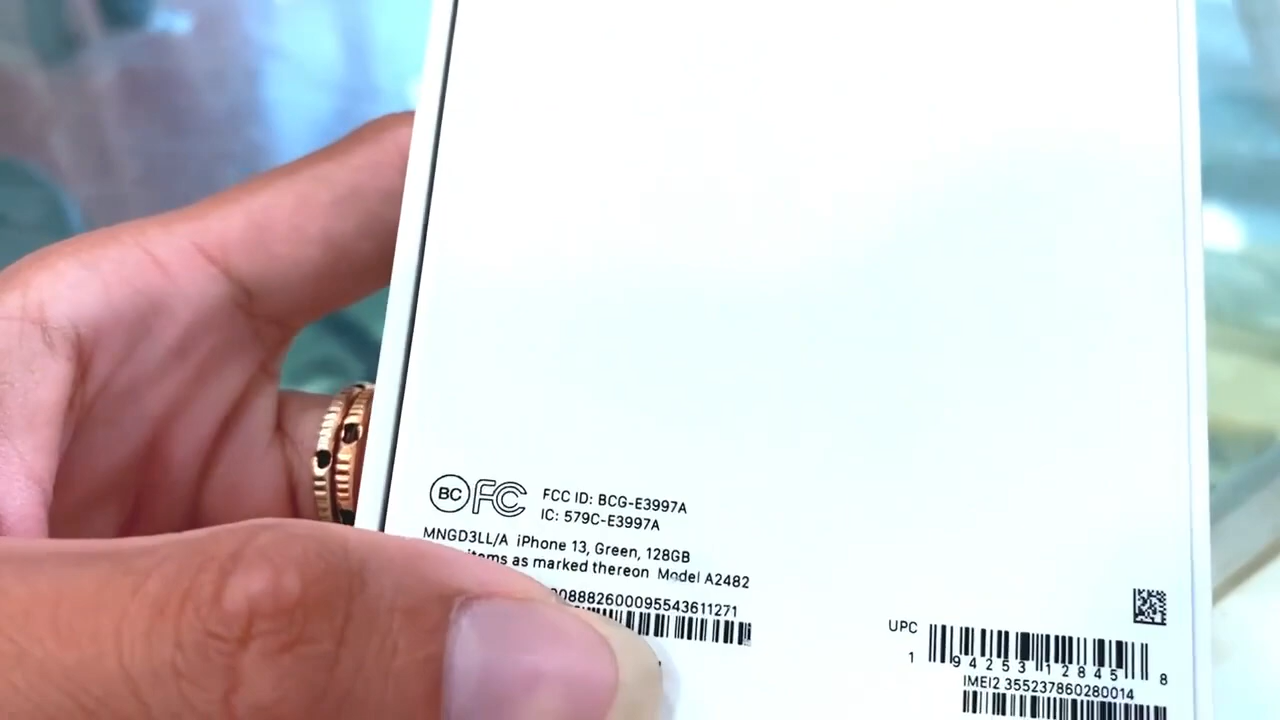 BC FC FCC ID: BCG-E3997A
IC: 579C-E3997A
MNGD3LL/A iPhone 13, Green, 128GB
items as marked thereon Model A2482
008882600095543611271
UPC
1 94253 12845 8
IMEI2 355237860280014